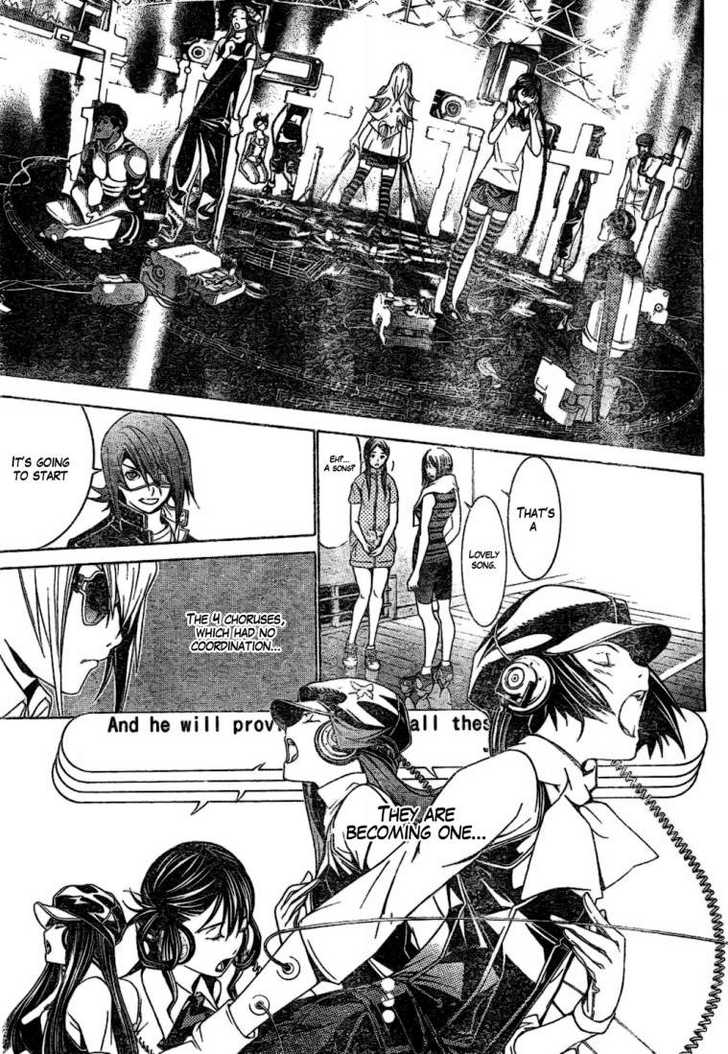 THAT'S
A
LOVELY
SONG.
EH?...
A SONG?
IT'S GOING
TO START
THE 4 CHORUSES,
WHICH HAD NO
COORDINATION...
And he will provi all thes
THEY ARE
BECOMING ONE...